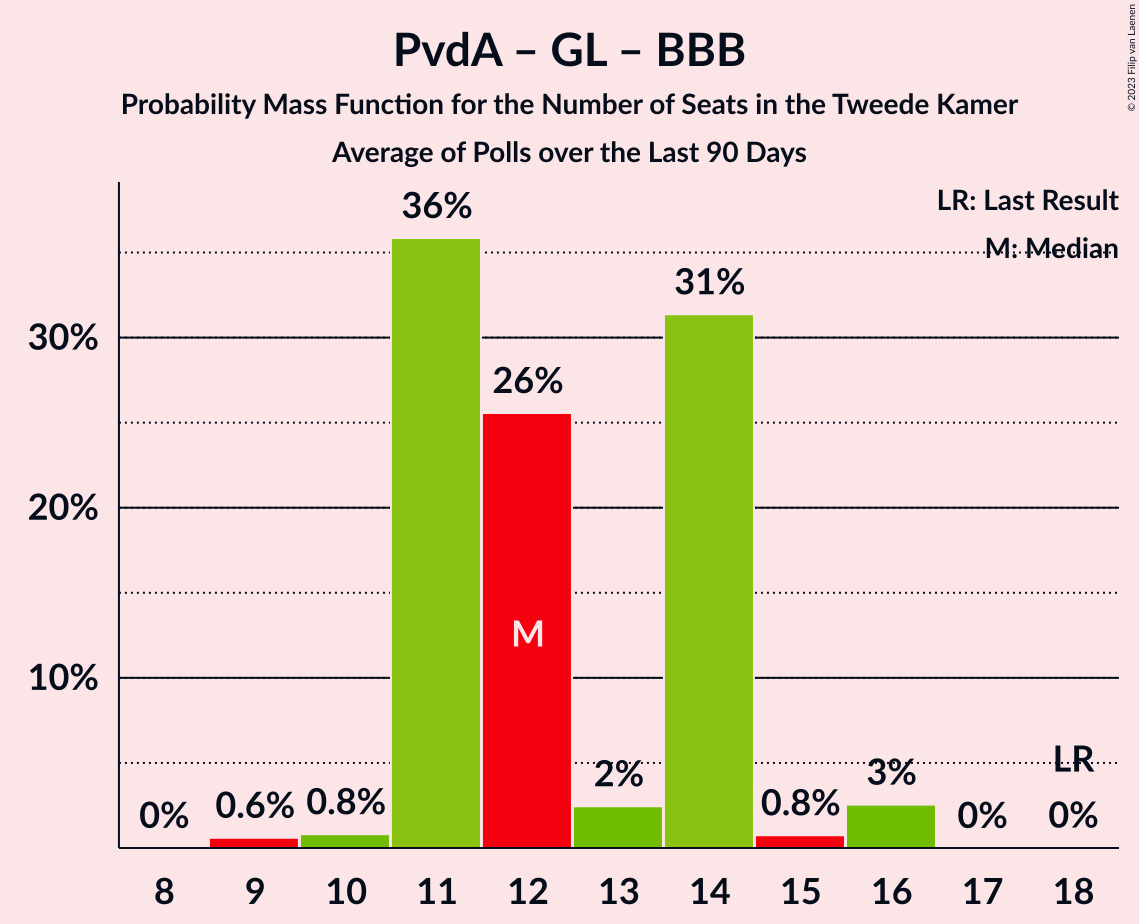 PvdA – GL – BBB
Probability Mass Function for the Number of Seats in the Tweede Kamer
Average of Polls over the Last 90 Days
© 2023 Filip van Laenen
LR: Last Result
M: Median
36%
31%
30%
26%
20%
M
10%
LR
2%
3%
0%
0.6%
0.8%
0.8%
0%
0%
8 9 10 11 12 13 14 15 16 17 18